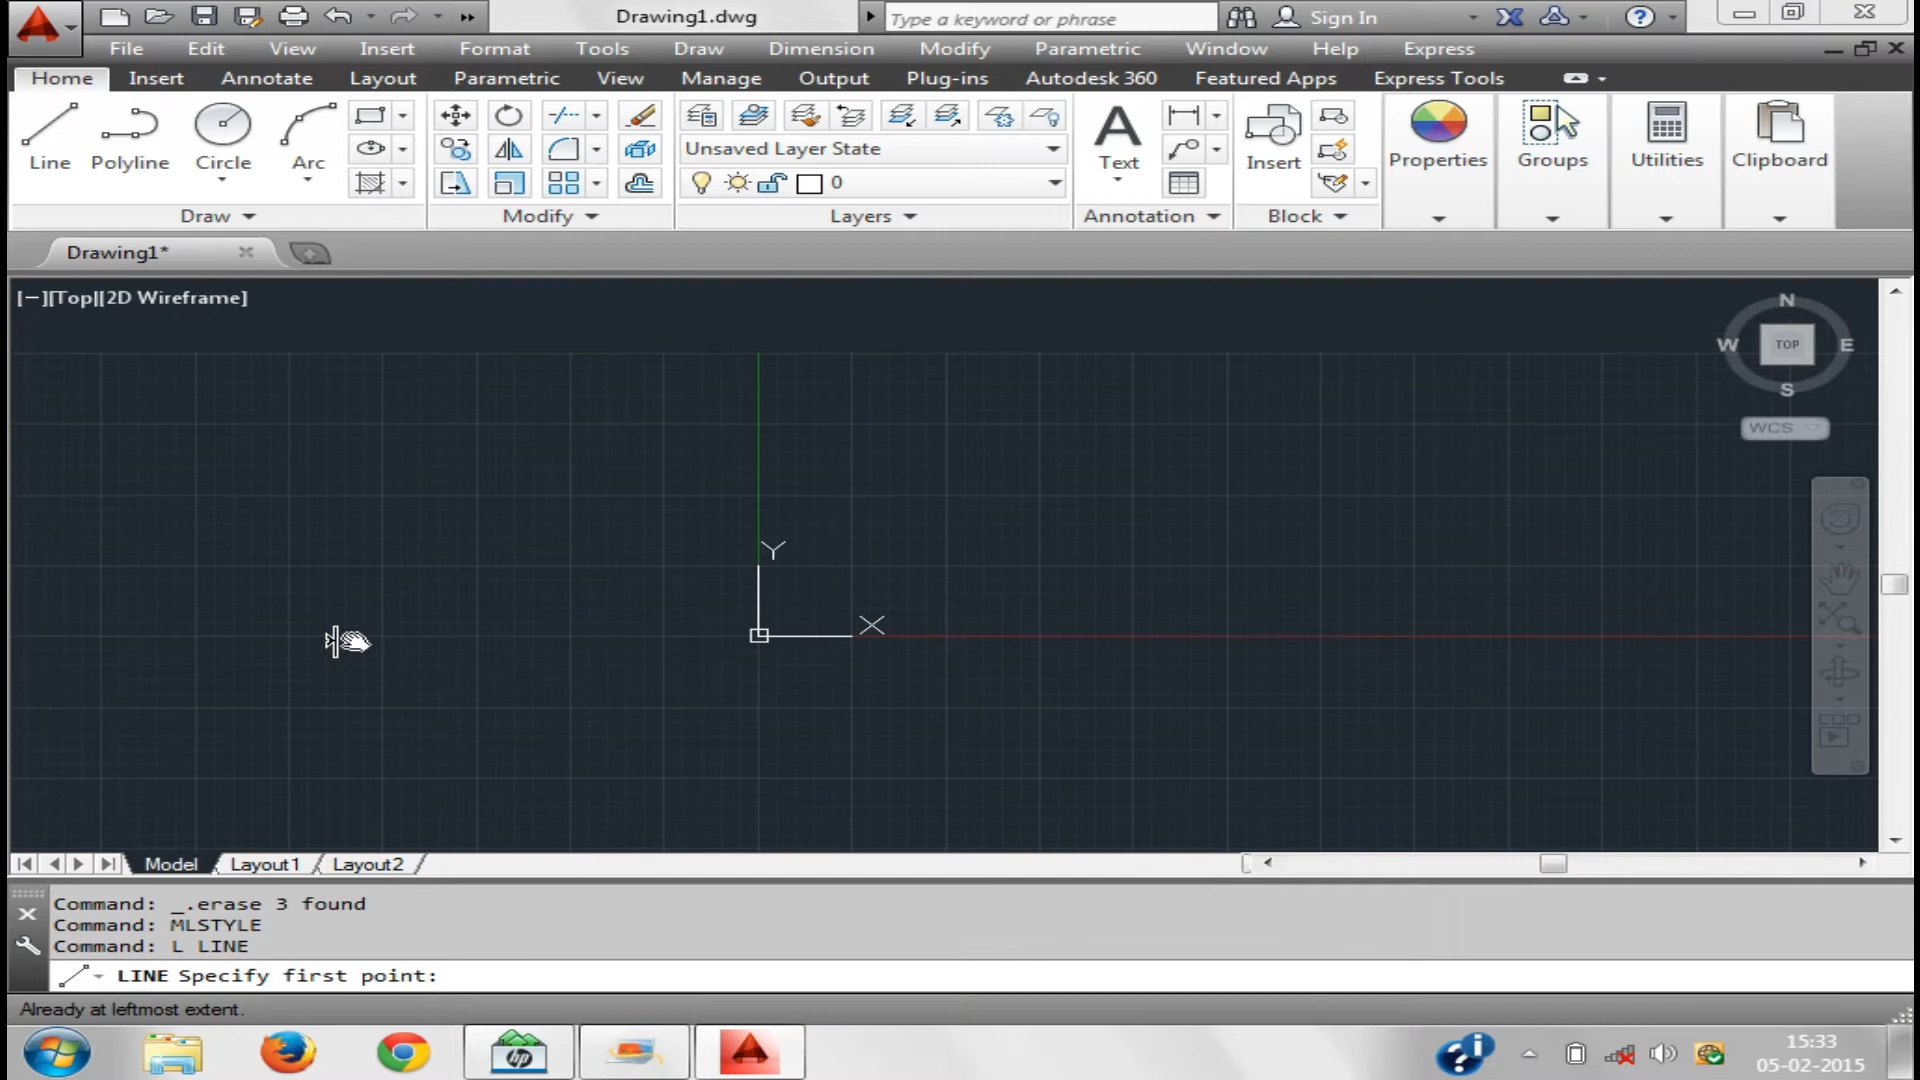 Drawing1.dwg
Type a keyword or phrase
Sign In
File Edit View Insert Format Tools Draw Dimension Modify Parametric Window Help Express
Home Insert Annotate Layout Parametric View Manage Output Plug-ins Autodesk 360 Featured Apps Express Tools
Line Polyline Circle Arc
Unsaved Layer State
0
Text
Insert
Properties Groups Utilities Clipboard
Draw Modify Layers Annotation Block
Drawing1*
[−][Top][2D Wireframe]
N
W TOP E
S
WCS
Y
X
Model Layout1 Layout2
Command: _.erase 3 found
Command: MLSTYLE
Command: L LINE
LINE Specify first point:
Already at leftmost extent.
hp
15:33
05-02-2015